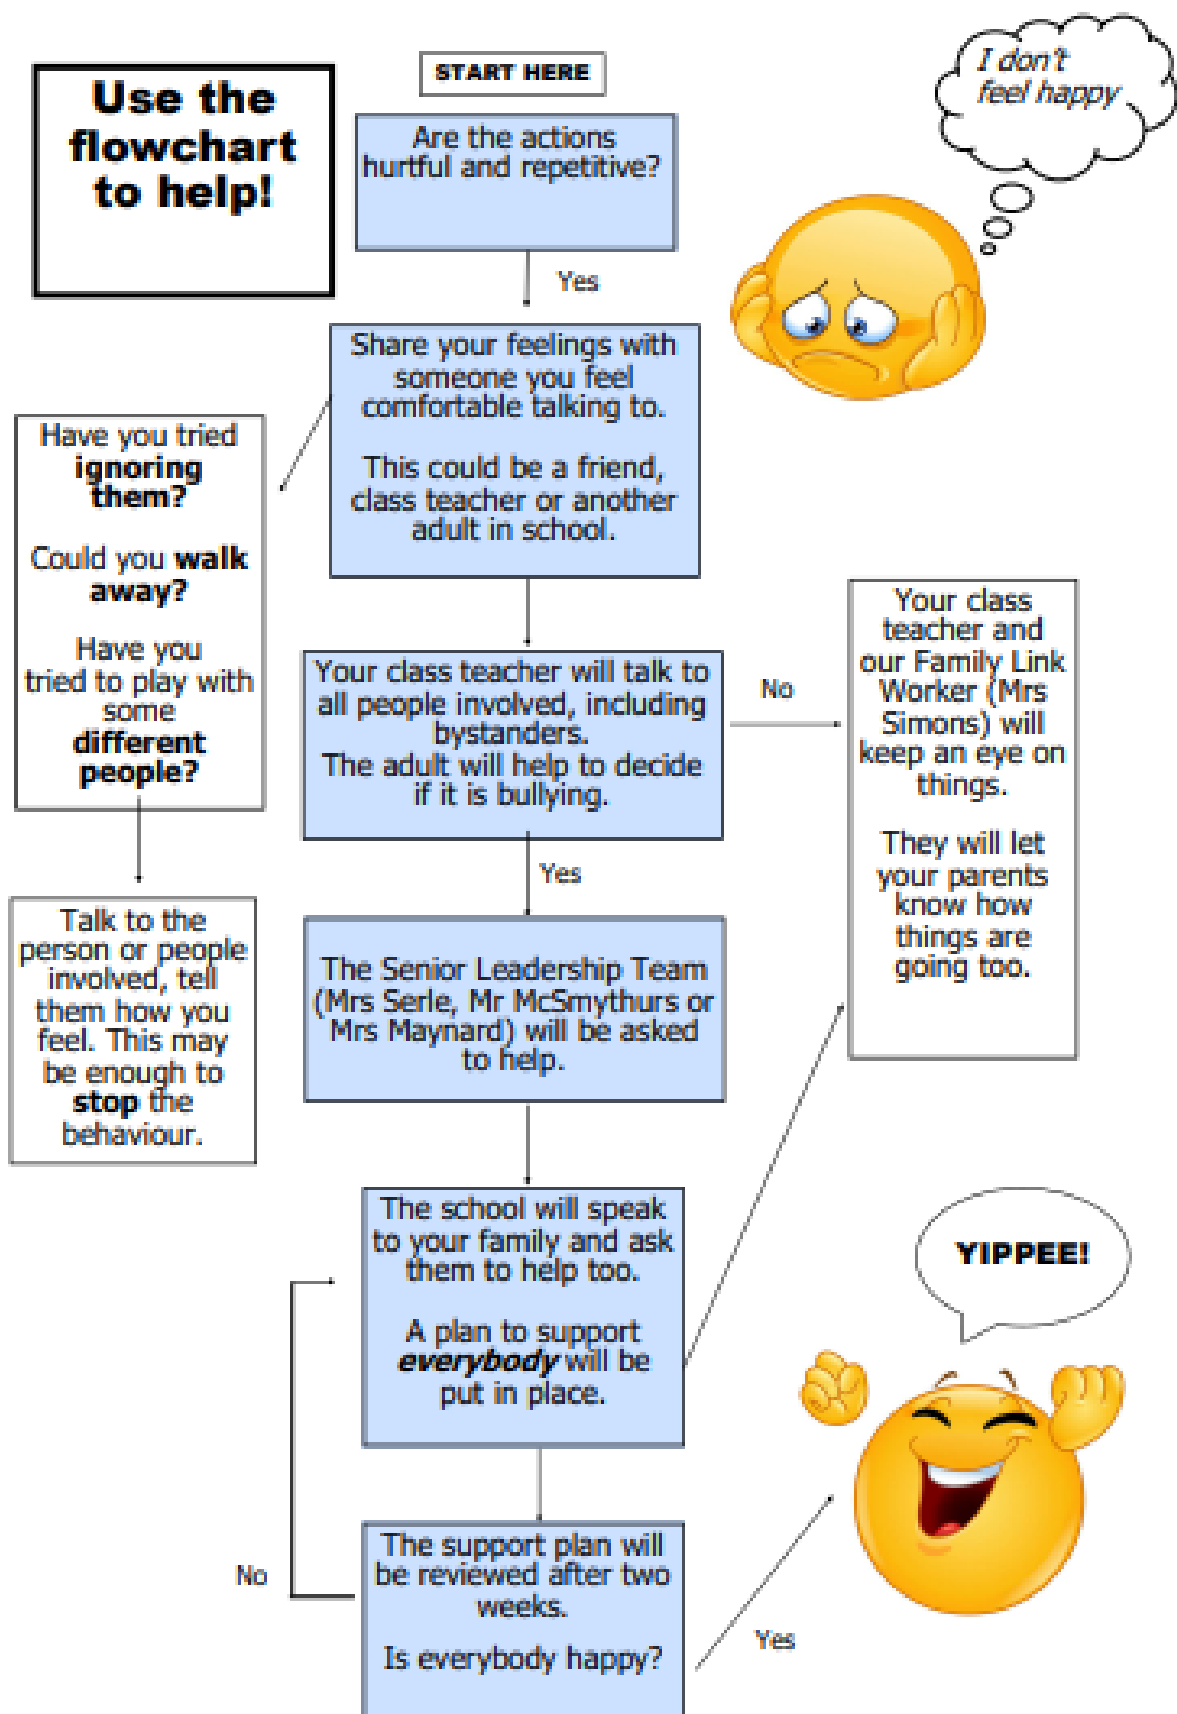 Use the
flowchart
to help!
START HERE
Are the actions
hurtful and repetitive?
I don't
feel happy
Yes
Share your feelings with
someone you feel
comfortable talking to.
This could be a friend,
class teacher or another
adult in school.
Have you tried
ignoring
them?
Could you walk
away?
Have you
tried to play with
some
different
people?
Talk to the
person or people
involved, tell
them how you
feel. This may
be enough to
stop the
behaviour.
Your class teacher will talk to
all people involved, including
bystanders.
The adult will help to decide
if it is bullying.
No
Your class
teacher and
our Family Link
Worker (Mrs
Simons) will
keep an eye on
things.
They will let
your parents
know how
things are
going too.
Yes
The Senior Leadership Team
(Mrs Serle, Mr McSmythurs or
Mrs Maynard) will be asked
to help.
The school will speak
to your family and ask
them to help too.
A plan to support
everybody will be
put in place.
YIPPEE!
The support plan will
be reviewed after two
weeks.
Is everybody happy?
No
Yes